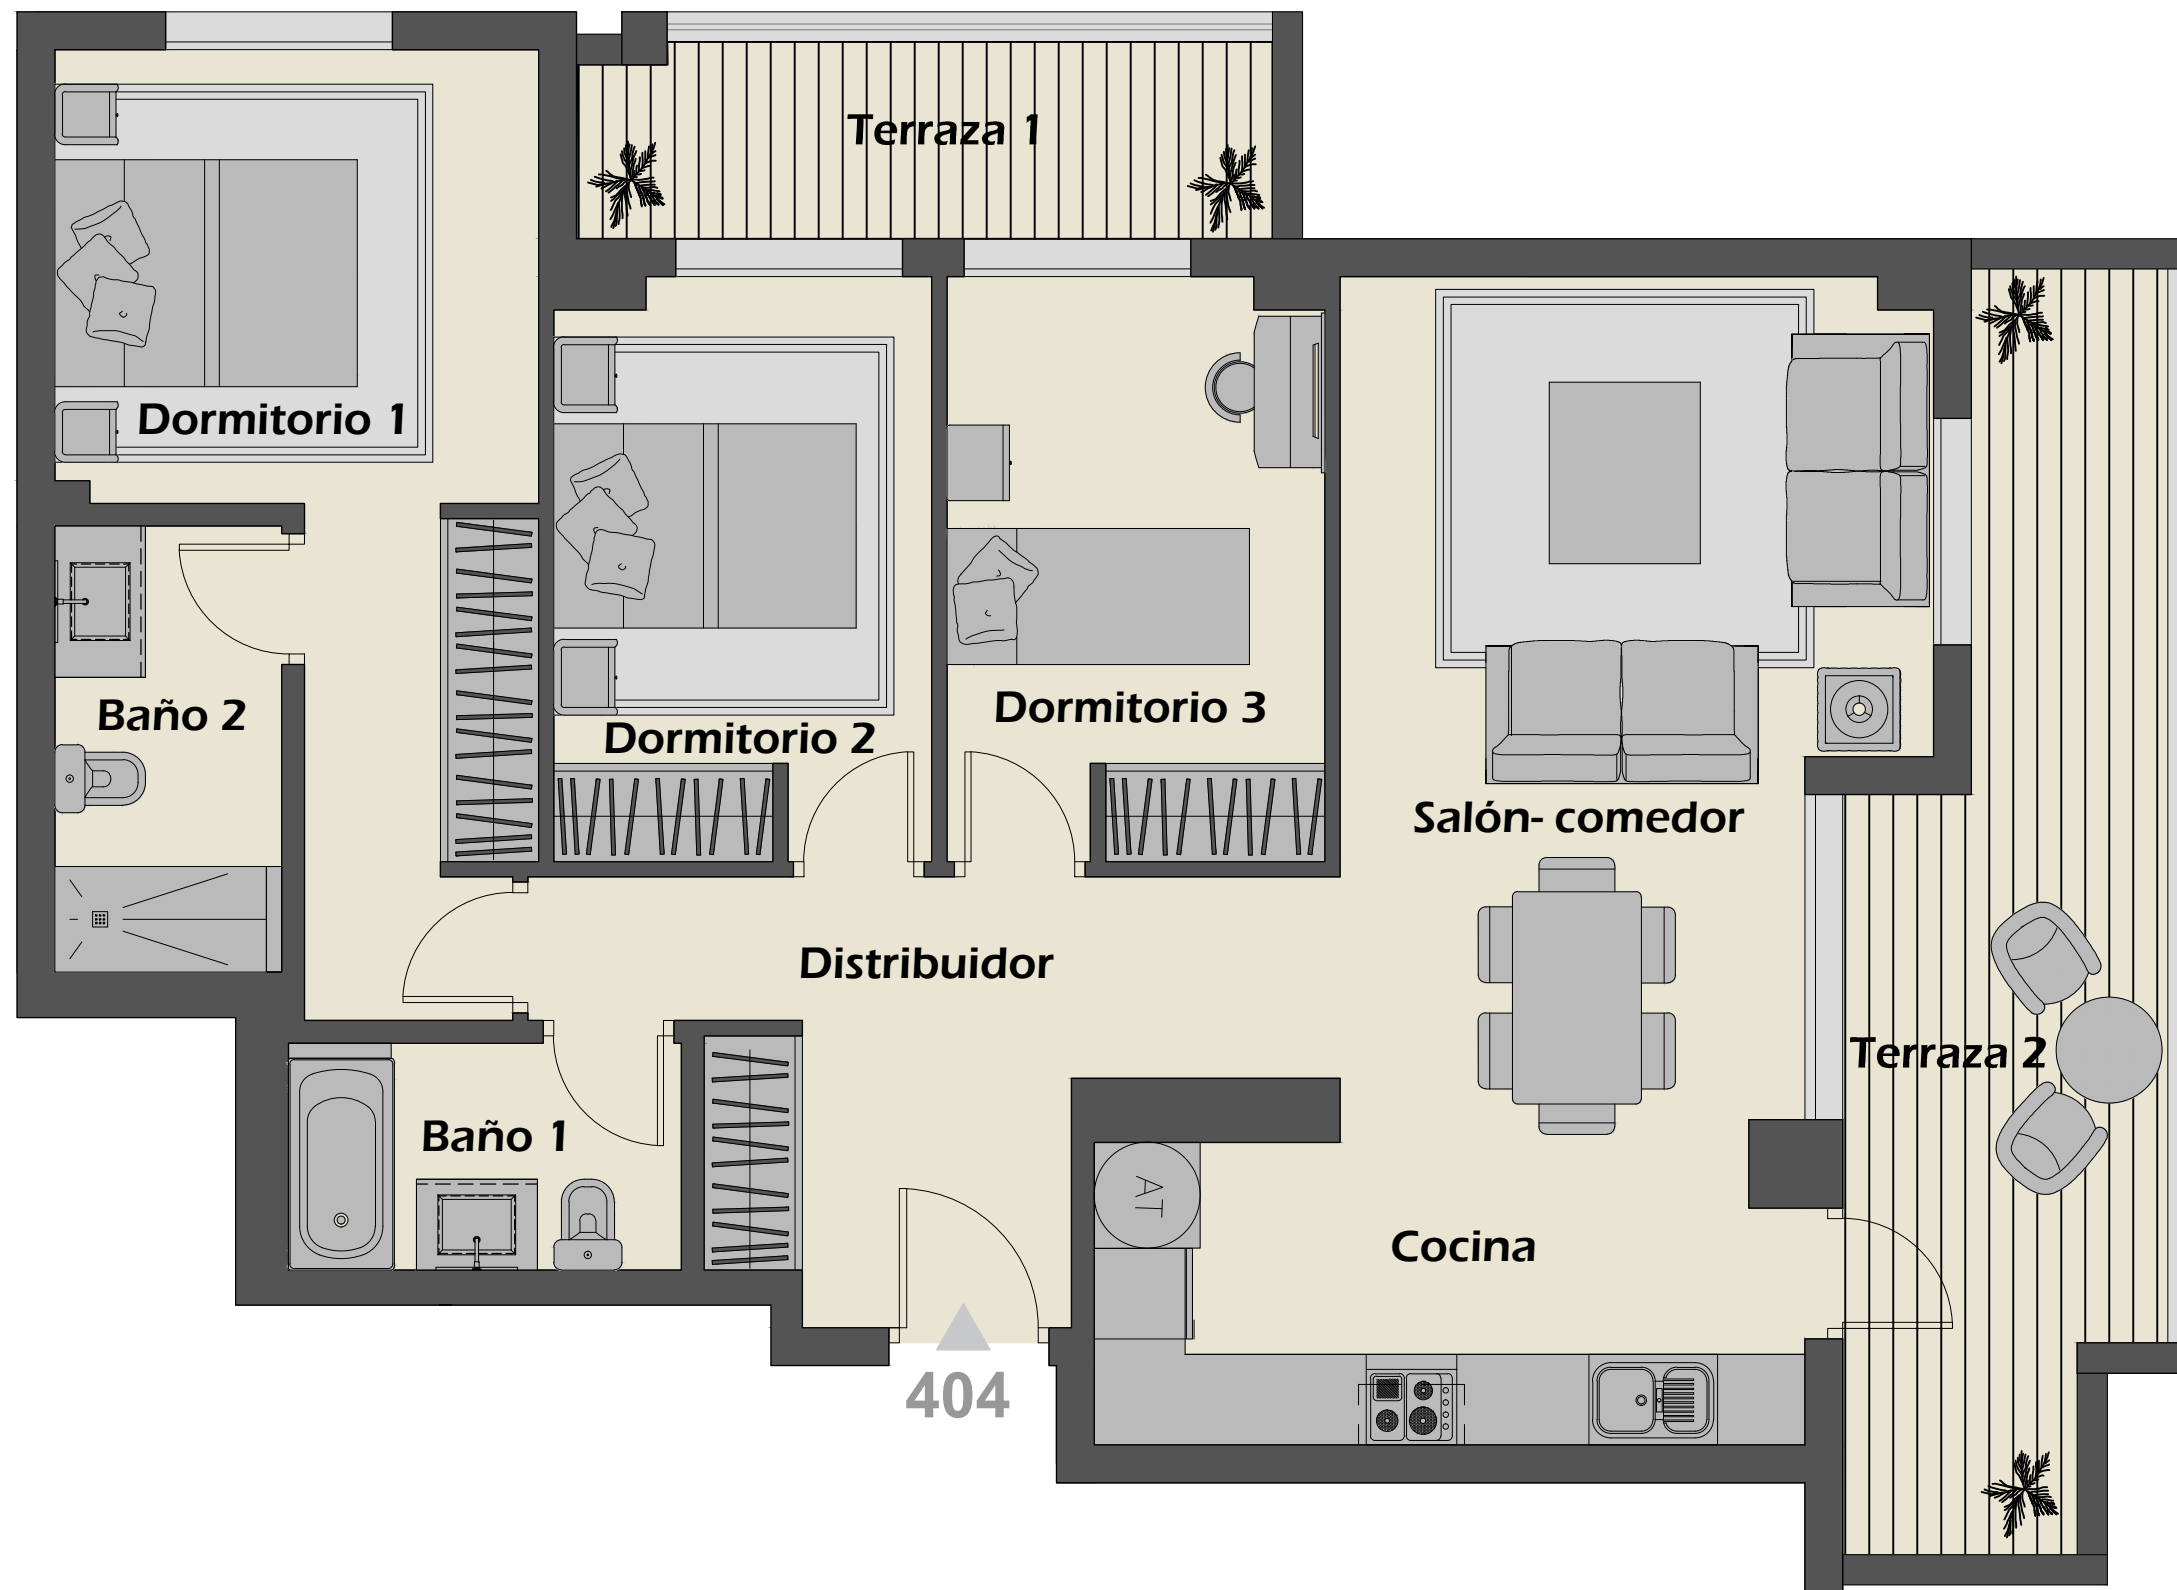 Terraza 1
Dormitorio 1
Dormitorio 3
Baño 2
Dormitorio 2
Salón- comedor
Distribuidor
Terraza 2
Baño 1
AT
Cocina
404